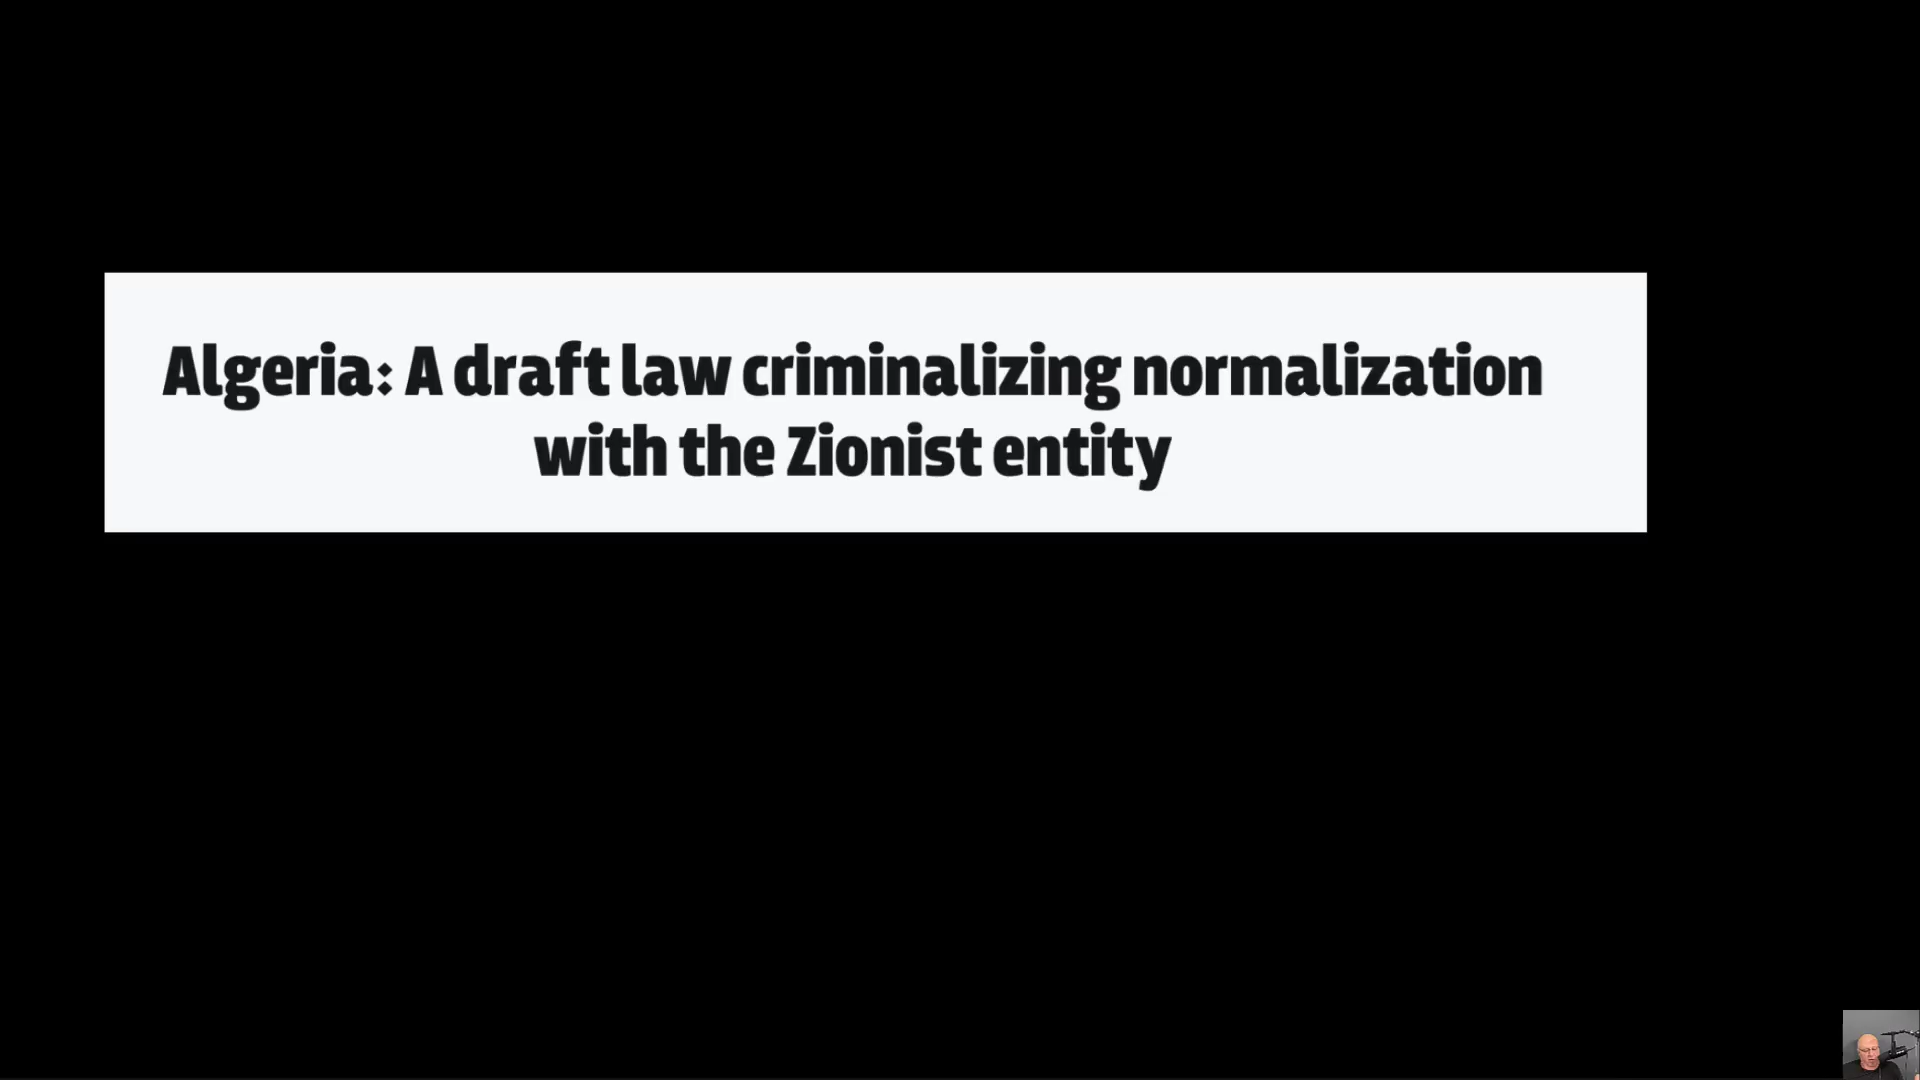 Algeria: A draft law criminalizing normalization
with the Zionist entity